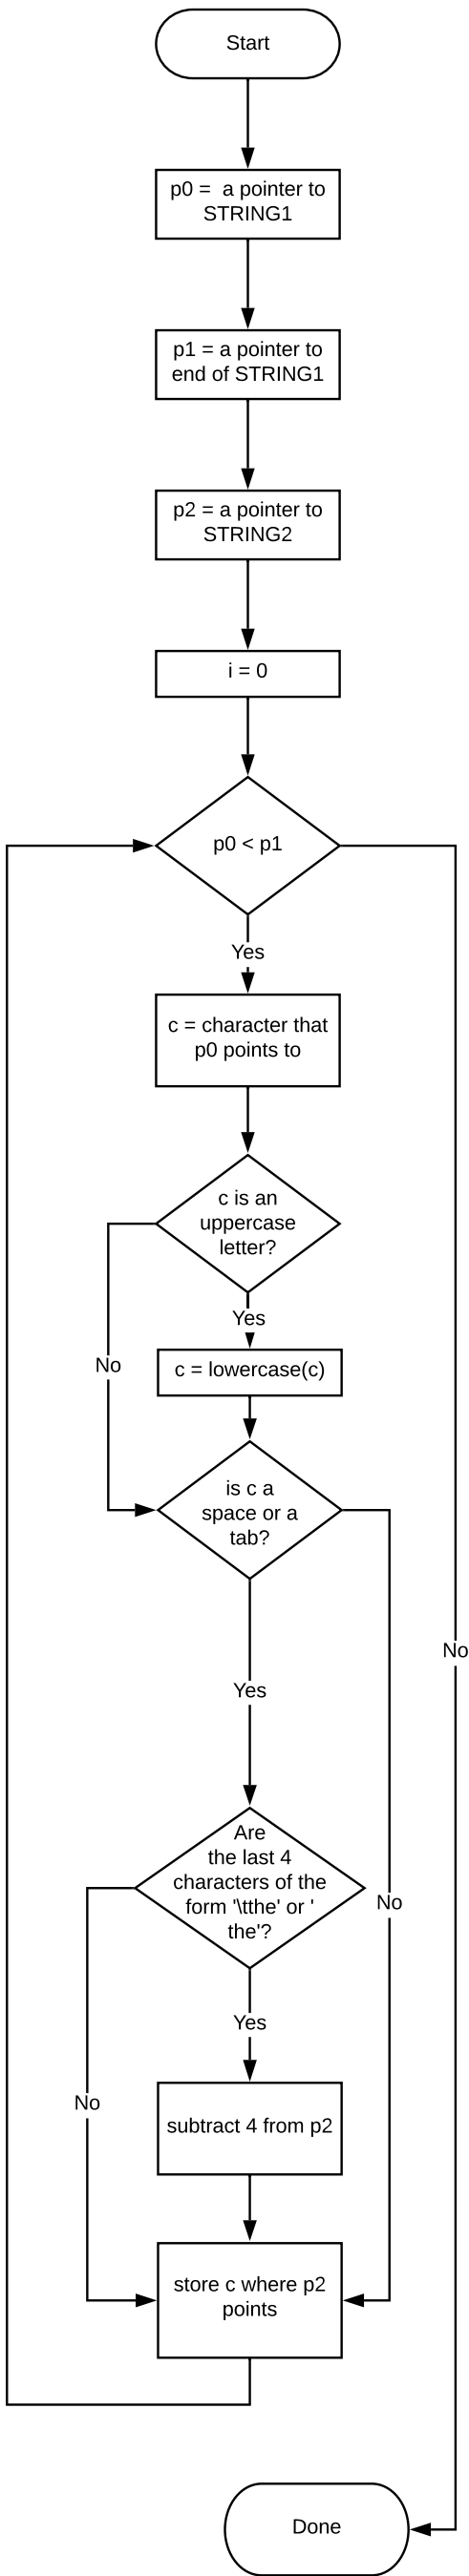 Start
p0 =  a pointer to
STRING1
p1 = a pointer to
end of STRING1
p2 = a pointer to
STRING2
i = 0
p0 < p1
Yes
c = character that
p0 points to
c is an
uppercase
letter?
Yes
No
c = lowercase(c)
is c a
space or a
tab?
No
Yes
Are
the last 4
characters of the
form '\tthe' or '
the'?
No
Yes
No
subtract 4 from p2
store c where p2
points
Done